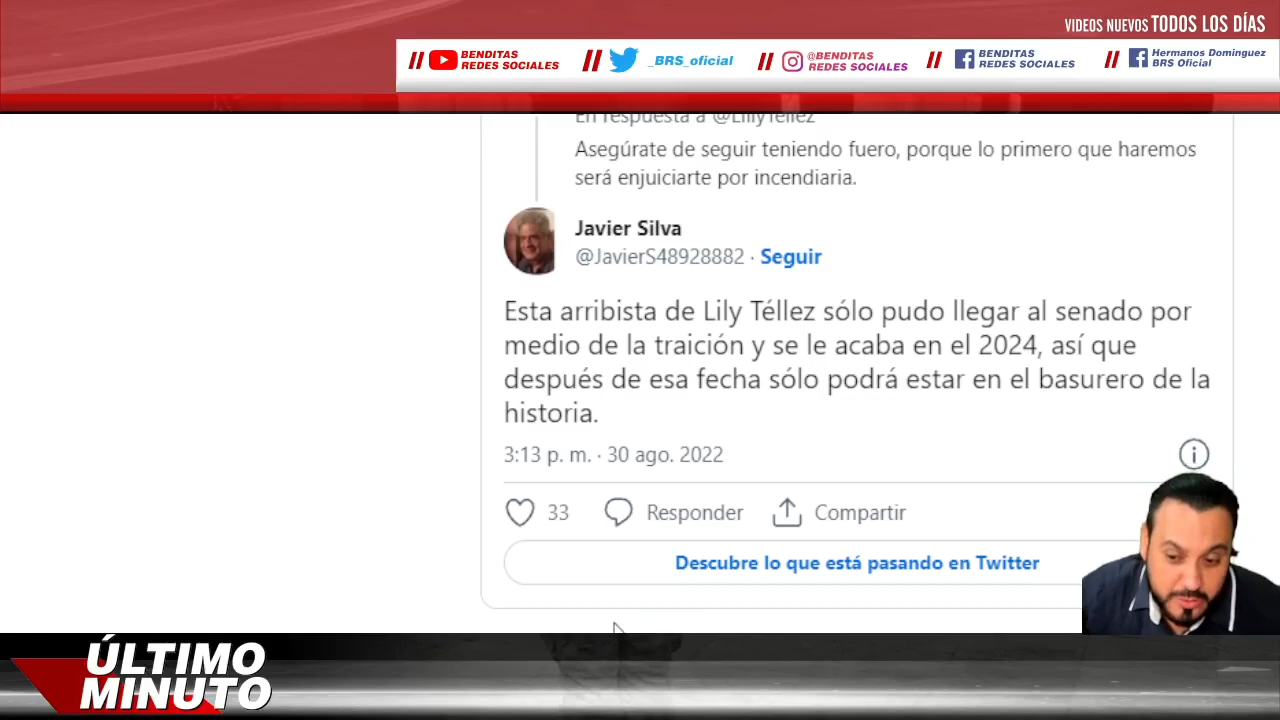 VIDEOS NUEVOS TODOS LOS DÍAS
BENDITAS
REDES SOCIALES
_BRS_oficial
@BENDITAS
REDES SOCIALES
BENDITAS
REDES SOCIALES
Hermanos Dominguez
BRS Oficial
En respuesta a @LillyTellez
Asegúrate de seguir teniendo fuero, porque lo primero que haremos
será enjuiciarte por incendiaria.
Javier Silva
@JavierS48928882 · Seguir
Esta arribista de Lily Téllez sólo pudo llegar al senado por
medio de la traición y se le acaba en el 2024, así que
después de esa fecha sólo podrá estar en el basurero de la
historia.
3:13 p. m. · 30 ago. 2022
33
Responder
Compartir
Descubre lo que está pasando en Twitter
ÚLTIMO
MINUTO